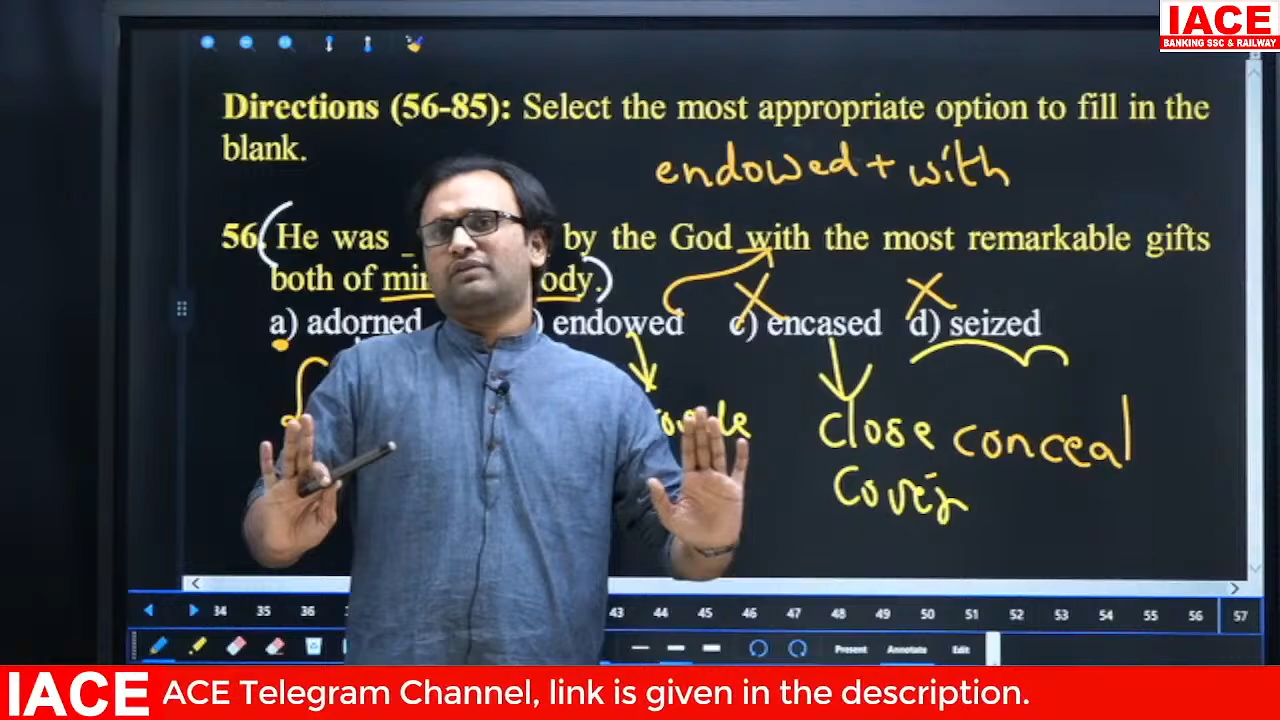 IACE
BANKING SSC & RAILWAY
Directions (56-85): Select the most appropriate option to fill in the
blank.
endowed + with
56. He was _ by the God with the most remarkable gifts
both of min ody.)
a) adorned ) endowed c) encased d) seized
close conceal
cover
34 35 36 43 44 45 46 47 48 49 50 51 52 53 54 55 56 57
Present Annotate Edit
IACE ACE Telegram Channel, link is given in the description.